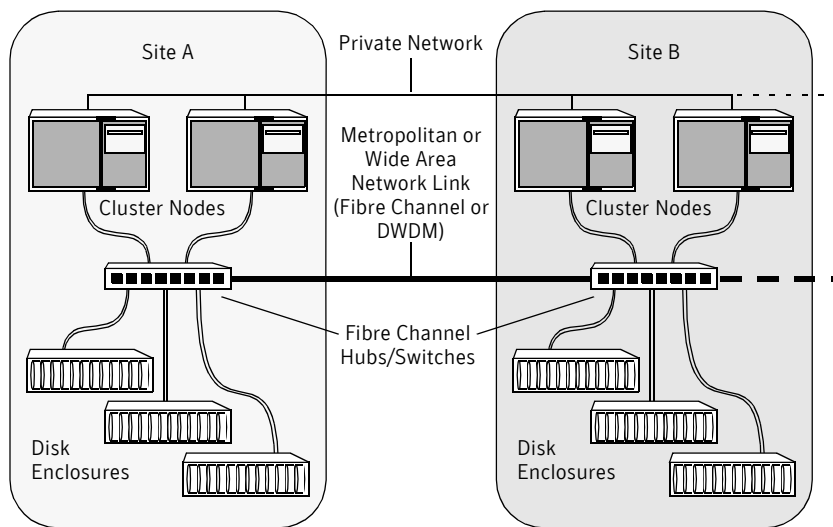 Site A
Private Network
Site B
Metropolitan or
Wide Area
Network Link
(Fibre Channel or
DWDM)
Cluster Nodes
Cluster Nodes
Fibre Channel
Hubs/Switches
Disk
Enclosures
Disk
Enclosures